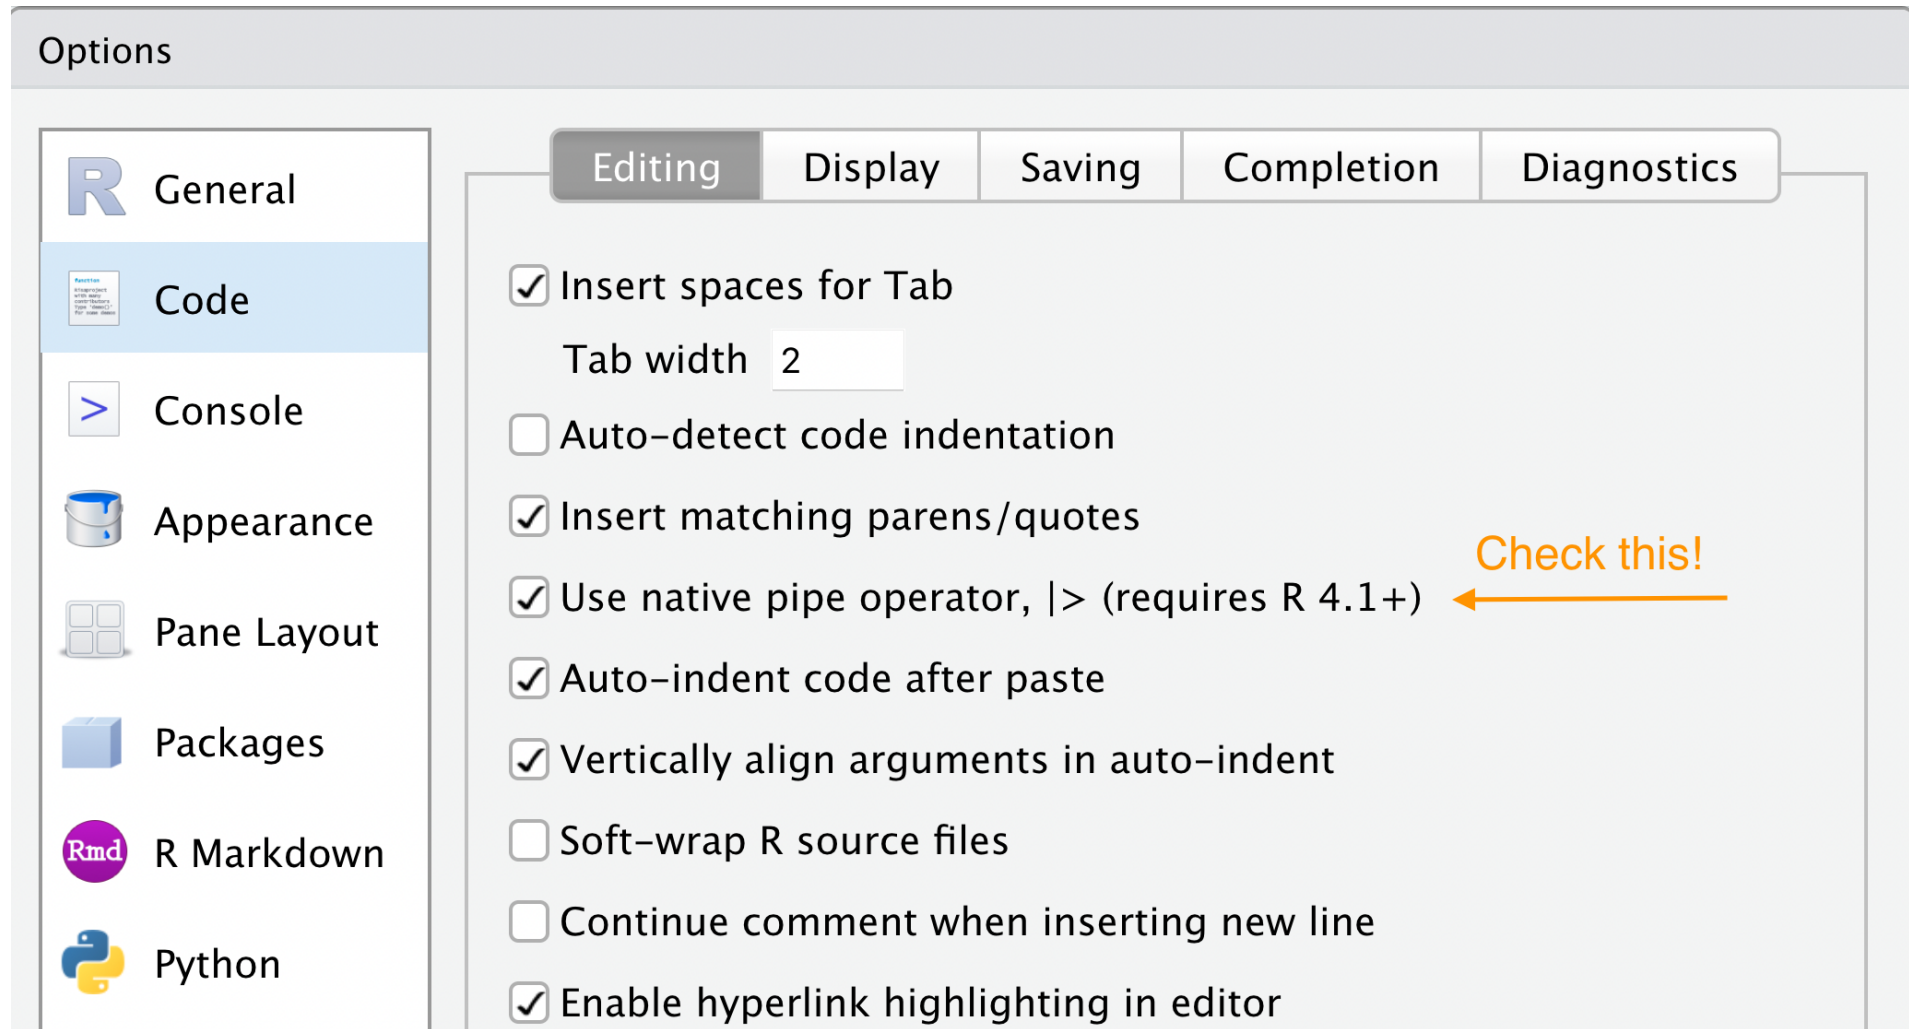 Options
General
Code
Console
Appearance
Pane Layout
Packages
Rmd
R Markdown
Python
Editing
Display
Saving
Completion
Diagnostics
Insert spaces for Tab
Tab width 2
Auto-detect code indentation
Insert matching parens/quotes
Use native pipe operator, |> (requires R 4.1+)
Check this!
Auto-indent code after paste
Vertically align arguments in auto-indent
Soft-wrap R source files
Continue comment when inserting new line
Enable hyperlink highlighting in editor